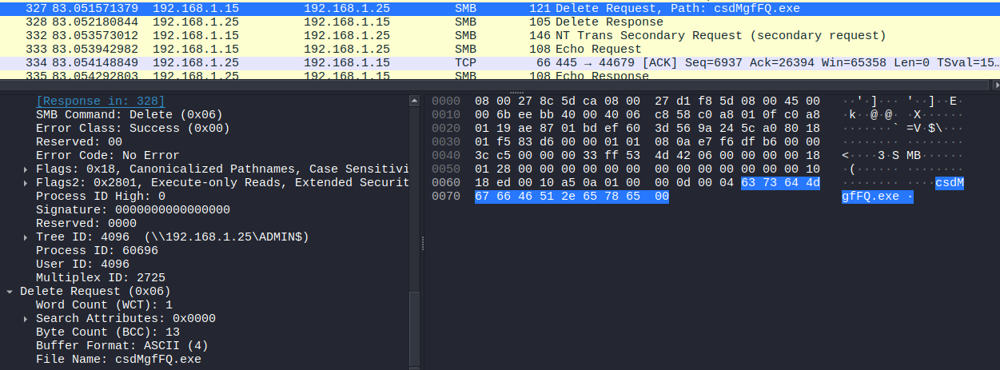 327 83.051571379 192.168.1.15 192.168.1.25 SMB 121 Delete Request, Path: csdMgfFQ.exe
328 83.052180844 192.168.1.25 192.168.1.15 SMB 105 Delete Response
332 83.053573012 192.168.1.15 192.168.1.25 SMB 146 NT Trans Secondary Request (secondary request)
333 83.053942982 192.168.1.15 192.168.1.25 SMB 108 Echo Request
334 83.054148849 192.168.1.25 192.168.1.15 TCP 66 445 → 44679 [ACK] Seq=6937 Ack=26394 Win=65358 Len=0 TSval=15…
335 83.054292803 192.168.1.25 192.168.1.15 SMB 108 Echo Response
[Response in: 328]
SMB Command: Delete (0x06)
Error Class: Success (0x00)
Reserved: 00
Error Code: No Error
Flags: 0x18, Canonicalized Pathnames, Case Sensitivi
Flags2: 0x2801, Execute-only Reads, Extended Securit
Process ID High: 0
Signature: 0000000000000000
Reserved: 0000
Tree ID: 4096  (\\192.168.1.25\ADMIN$)
Process ID: 60696
User ID: 4096
Multiplex ID: 2725
Delete Request (0x06)
Word Count (WCT): 1
Search Attributes: 0x0000
Byte Count (BCC): 13
Buffer Format: ASCII (4)
File Name: csdMgfFQ.exe
0000 08 00 27 8c 5d ca 08 00 27 d1 f8 5d 08 00 45 00 ··'·]··· '··]··E·
0010 00 6b ee bb 40 00 40 06 c8 58 c0 a8 01 0f c0 a8 ·k··@·@· ·X······
0020 01 19 ae 87 01 bd ef 60 3d 56 9a 24 5c a0 80 18 ·······` =V·$\···
0030 01 f5 83 d6 00 00 01 01 08 0a e7 f6 df b6 00 00 ········ ········
0040 3c c5 00 00 00 33 ff 53 4d 42 06 00 00 00 00 18 <····3·S MB······
0050 01 28 00 00 00 00 00 00 00 00 00 00 00 00 00 10 ·(······ ········
0060 18 ed 00 10 a5 0a 01 00 00 0d 00 04 63 73 64 4d ········ ····csdM
0070 67 66 46 51 2e 65 78 65 00 gfFQ.exe ·